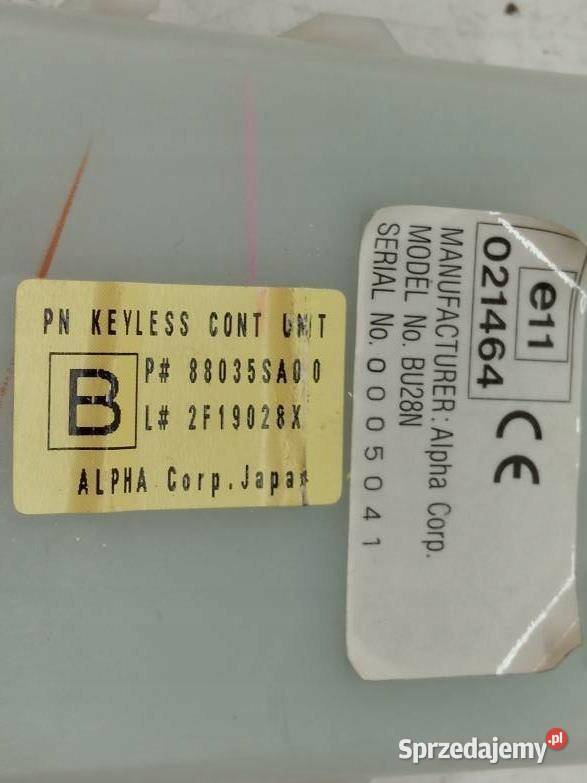 PN KEYLESS CONT UNIT
B
P# 88035SA000
L# 2F19028X
ALPHA Corp.Japan
e11
021464
CE
MANUFACTURER: Alpha Corp.
MODEL No. BU28N
SERIAL No. 0005041
Sprzedajemy.pl